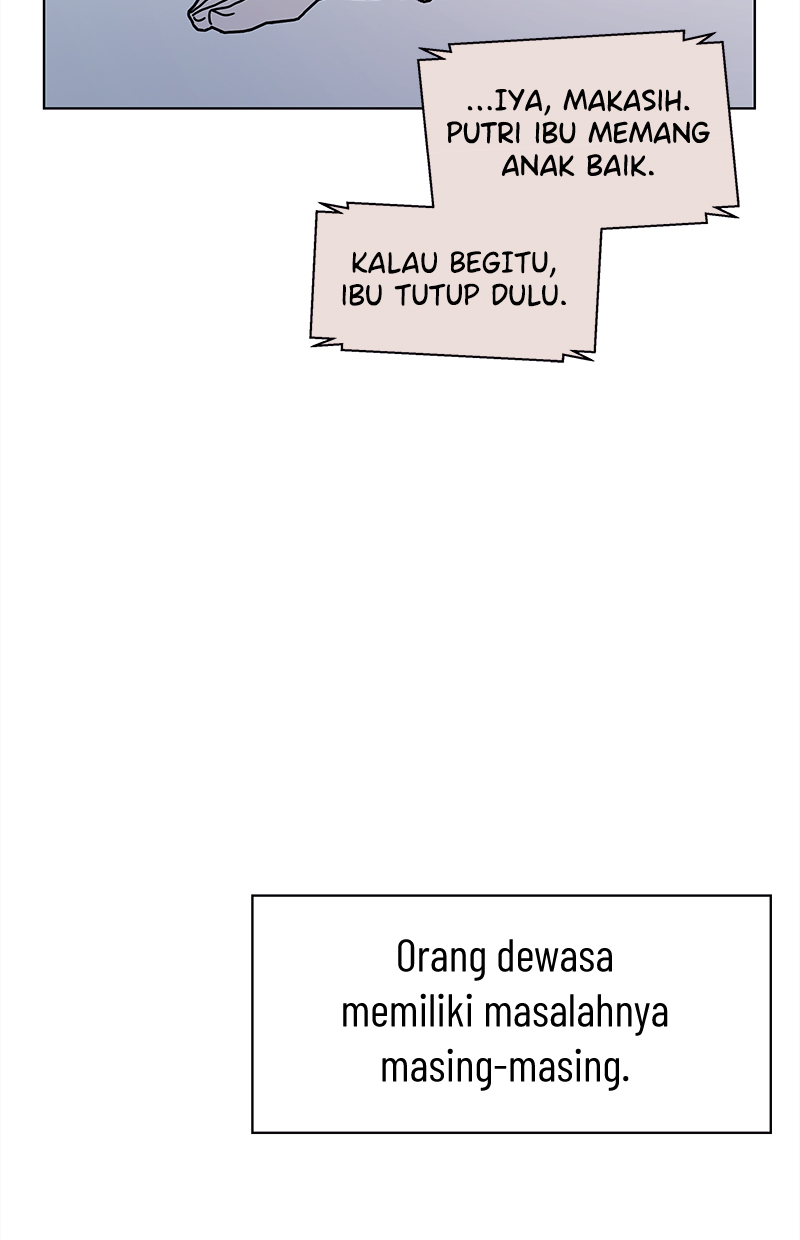 ...IYA, MAKASIH.
PUTRI IBU MEMANG
ANAK BAIK.
KALAU BEGITU,
IBU TUTUP DULU.
Orang dewasa
memiliki masalahnya
masing-masing.